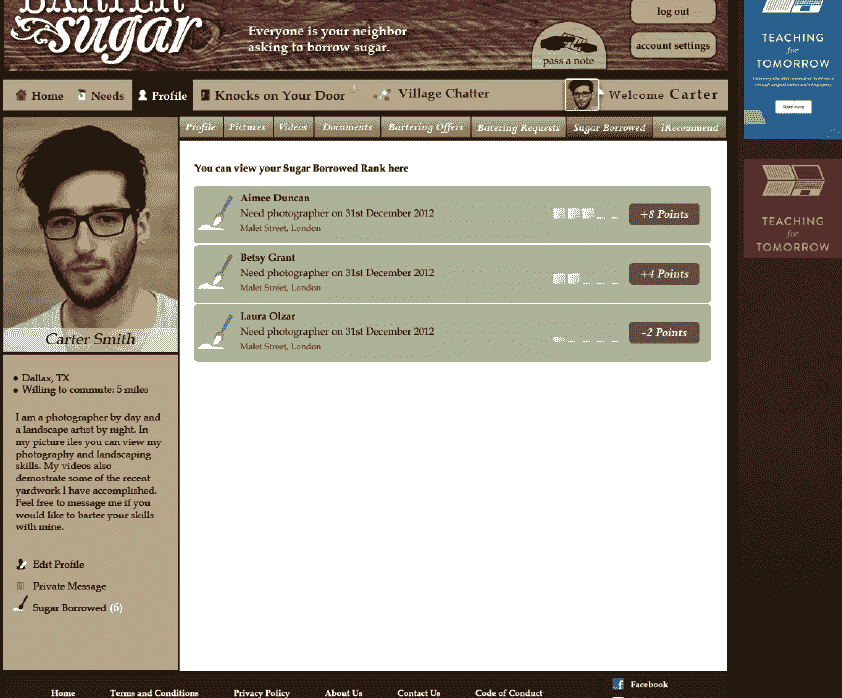 BARTER
sugar
Everyone is your neighbor
asking to borrow sugar.
pass a note
log out
account settings
Home
Needs
Profile
Knocks on Your Door
Village Chatter
Welcome Carter
Profile
Pictures
Videos
Documents
Bartering Offers
Batering Requests
Sugar Borrowed
iRecommend
You can view your Sugar Borrowed Rank here
Aimee Duncan
Need photographer on 31st December 2012
Malet Street, London
+8 Points
Betsy Grant
Need photographer on 31st December 2012
Malet Street, London
+4 Points
Laura Olzar
Need photographer on 31st December 2012
Malet Street, London
-2 Points
Carter Smith
Dallax, TX
Willing to commute: 5 miles
I am a photographer by day and
a landscape artist by night. In
my picture iles you can view my
photography and landscaping
skills. My videos also
demostrate some of the recent
yardwork I have accomplished.
Feel free to message me if you
would like to barter your skills
with mine.
Edit Profile
Private Message
Sugar Borrowed (6)
TEACHING
for
TOMORROW
TEACHING
for
TOMORROW
Home
Terms and Conditions
Privacy Policy
About Us
Contact Us
Code of Conduct
Facebook